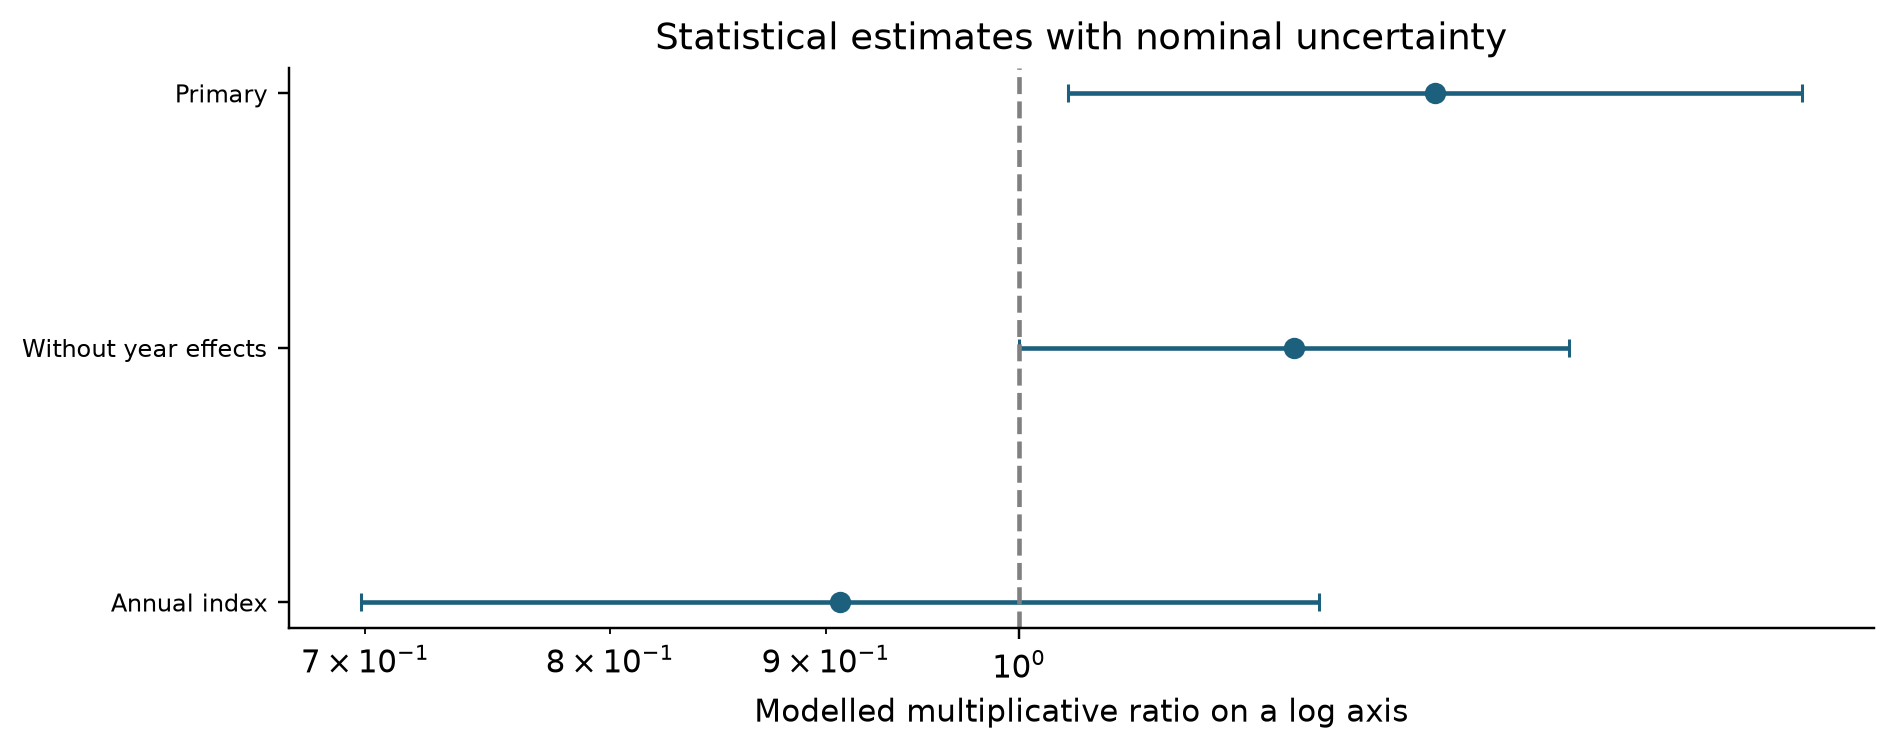 Statistical estimates with nominal uncertainty
Primary
Without year effects
Annual index
7 × 10⁻¹
8 × 10⁻¹
9 × 10⁻¹
10⁰
Modelled multiplicative ratio on a log axis